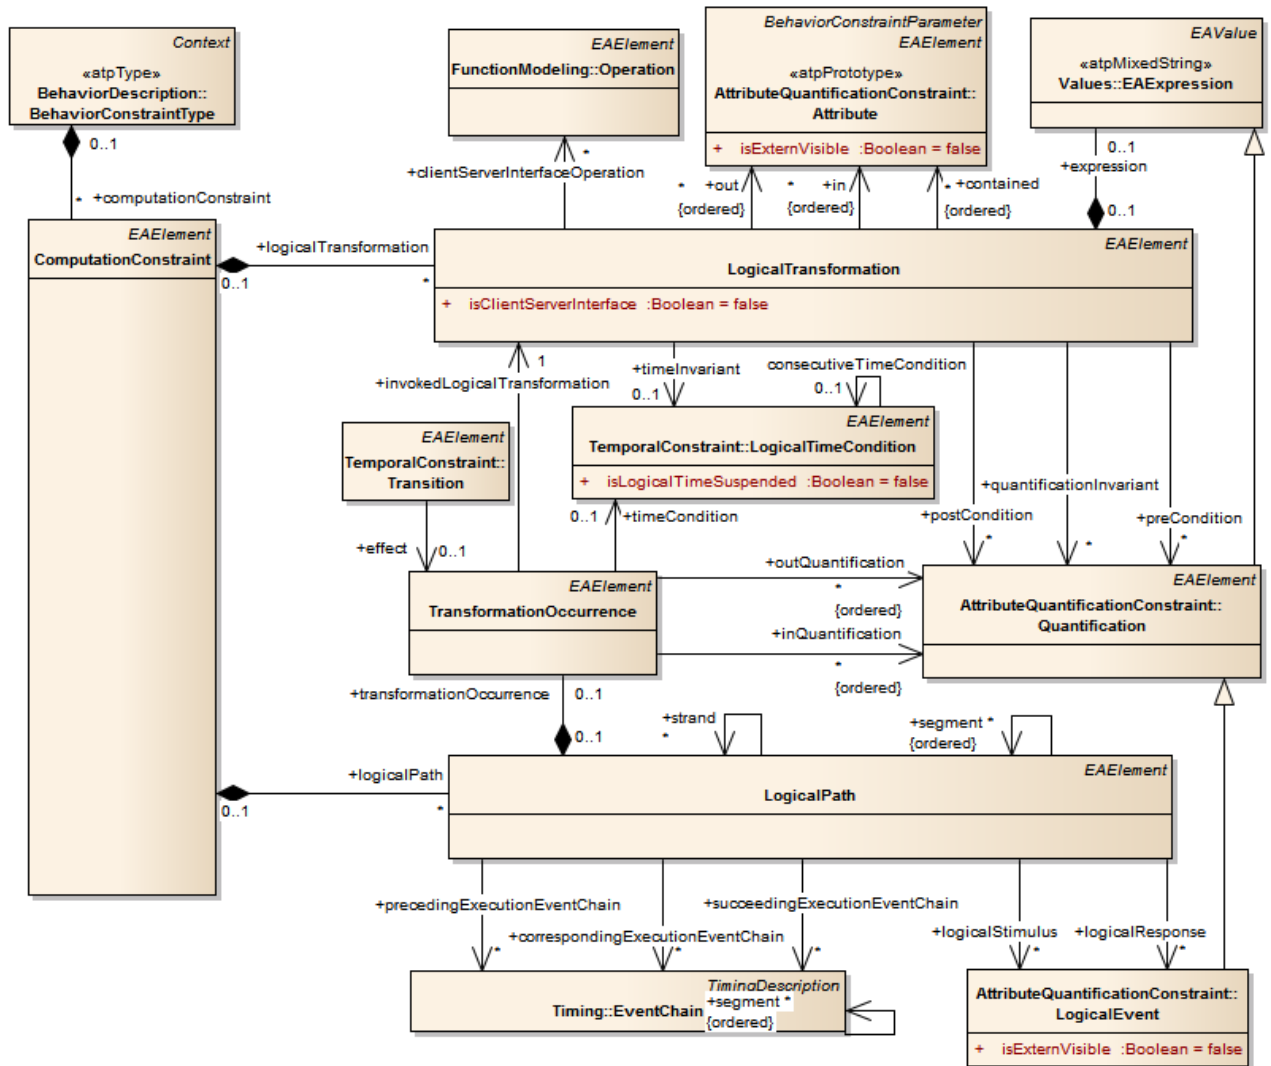 Context
«atpType»
BehaviorDescription::
BehaviorConstraintType
0..1
* +computationConstraint
EAElement
FunctionModeling::Operation
*
+clientServerInterfaceOperation
BehaviorConstraintParameter
EAElement
«atpPrototype»
AttributeQuantificationConstraint::
Attribute
+ isExternVisible :Boolean = false
* +out
{ordered}
* +in
{ordered}
* +contained
{ordered}
EAValue
«atpMixedString»
Values::EAExpression
0..1
+expression
0..1
EAElement
ComputationConstraint
+logicalTransformation
0..1
*
EAElement
LogicalTransformation
+ isClientServerInterface :Boolean = false
1
+invokedLogicalTransformation
+timeInvariant
0..1
consecutiveTimeCondition
0..1
EAElement
TemporalConstraint::
Transition
EAElement
TemporalConstraint::LogicalTimeCondition
+ isLogicalTimeSuspended :Boolean = false
0..1 +timeCondition
+quantificationInvariant
*
+postCondition
*
+preCondition
*
+effect
0..1
EAElement
TransformationOccurrence
+outQuantification
*
{ordered}
+inQuantification
*
{ordered}
EAElement
AttributeQuantificationConstraint::
Quantification
+transformationOccurrence 0..1
0..1
+strand
*
+segment *
{ordered}
+logicalPath
0..1
*
EAElement
LogicalPath
+precedingExecutionEventChain
*
+correspondingExecutionEventChain
*
+succeedingExecutionEventChain
*
+logicalStimulus
*
+logicalResponse
*
TimingDescription
Timing::EventChain
+segment *
{ordered}
AttributeQuantificationConstraint::
LogicalEvent
+ isExternVisible :Boolean = false